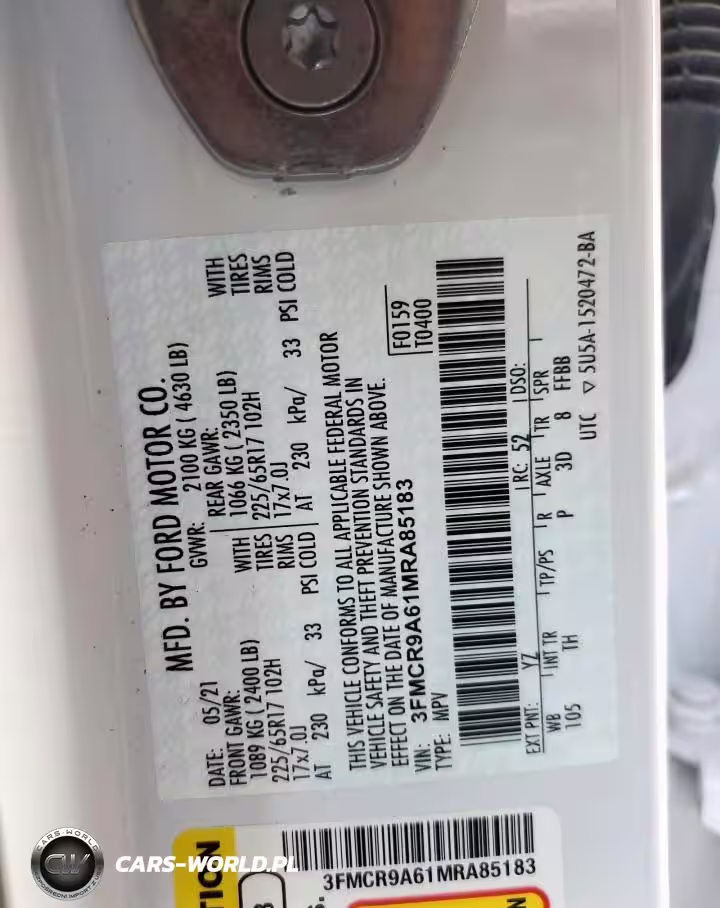 MFD. BY FORD MOTOR CO.
DATE: 05/21
GVWR: 2100 KG ( 4630 LB)
FRONT GAWR:
1089 KG ( 2400 LB)
WITH
225/65R17 102H
TIRES
17x7.0J
RIMS
AT 230 kPa/ 33 PSI COLD
REAR GAWR:
1066 KG ( 2350 LB)
WITH
225/65R17 102H
TIRES
17x7.0J
RIMS
AT 230 kPa/ 33 PSI COLD
THIS VEHICLE CONFORMS TO ALL APPLICABLE FEDERAL MOTOR
VEHICLE SAFETY AND THEFT PREVENTION STANDARDS IN
EFFECT ON THE DATE OF MANUFACTURE SHOWN ABOVE.
VIN: 3FMCR9A61MRA85183
TYPE: MPV
F0159
T0400
EXT PNT: YZ RC: 52 DSO:
WB INT TR TP/PS R AXLE TR SPR
105 TH P 3D 8 FFBB
UTC ▽ 5U5A-1520472-BA
3FMCR9A61MRA85183
CARS-WORLD
CW
CARS-WORLD.PL